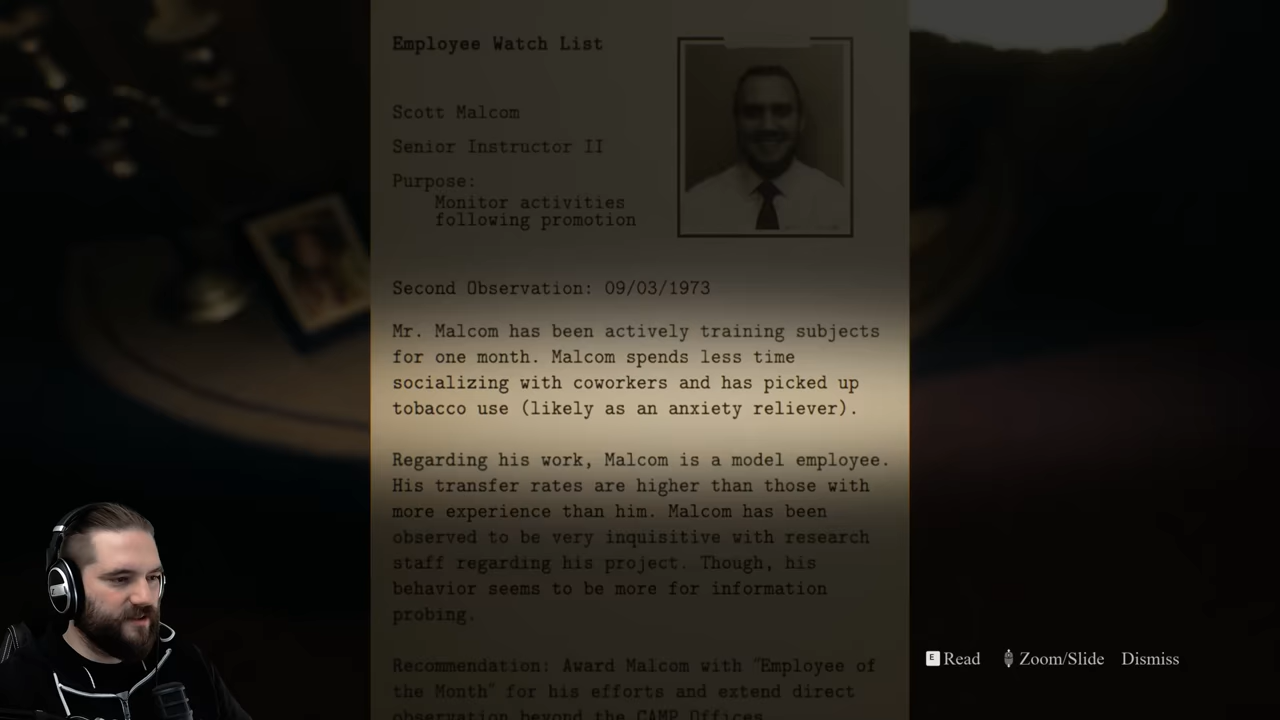 Employee Watch List
Scott Malcom
Senior Instructor II
Purpose:
Monitor activities
following promotion
Second Observation: 09/03/1973
Mr. Malcom has been actively training subjects
for one month. Malcom spends less time
socializing with coworkers and has picked up
tobacco use (likely as an anxiety reliever).
Regarding his work, Malcom is a model employee.
His transfer rates are higher than those with
more experience than him. Malcom has been
observed to be very inquisitive with research
staff regarding his project. Though, his
behavior seems to be more for information
probing.
Recommendation: Award Malcom with "Employee of
the Month" for his efforts and extend direct
observation beyond the CAMP Offices
E Read
Zoom/Slide
Dismiss